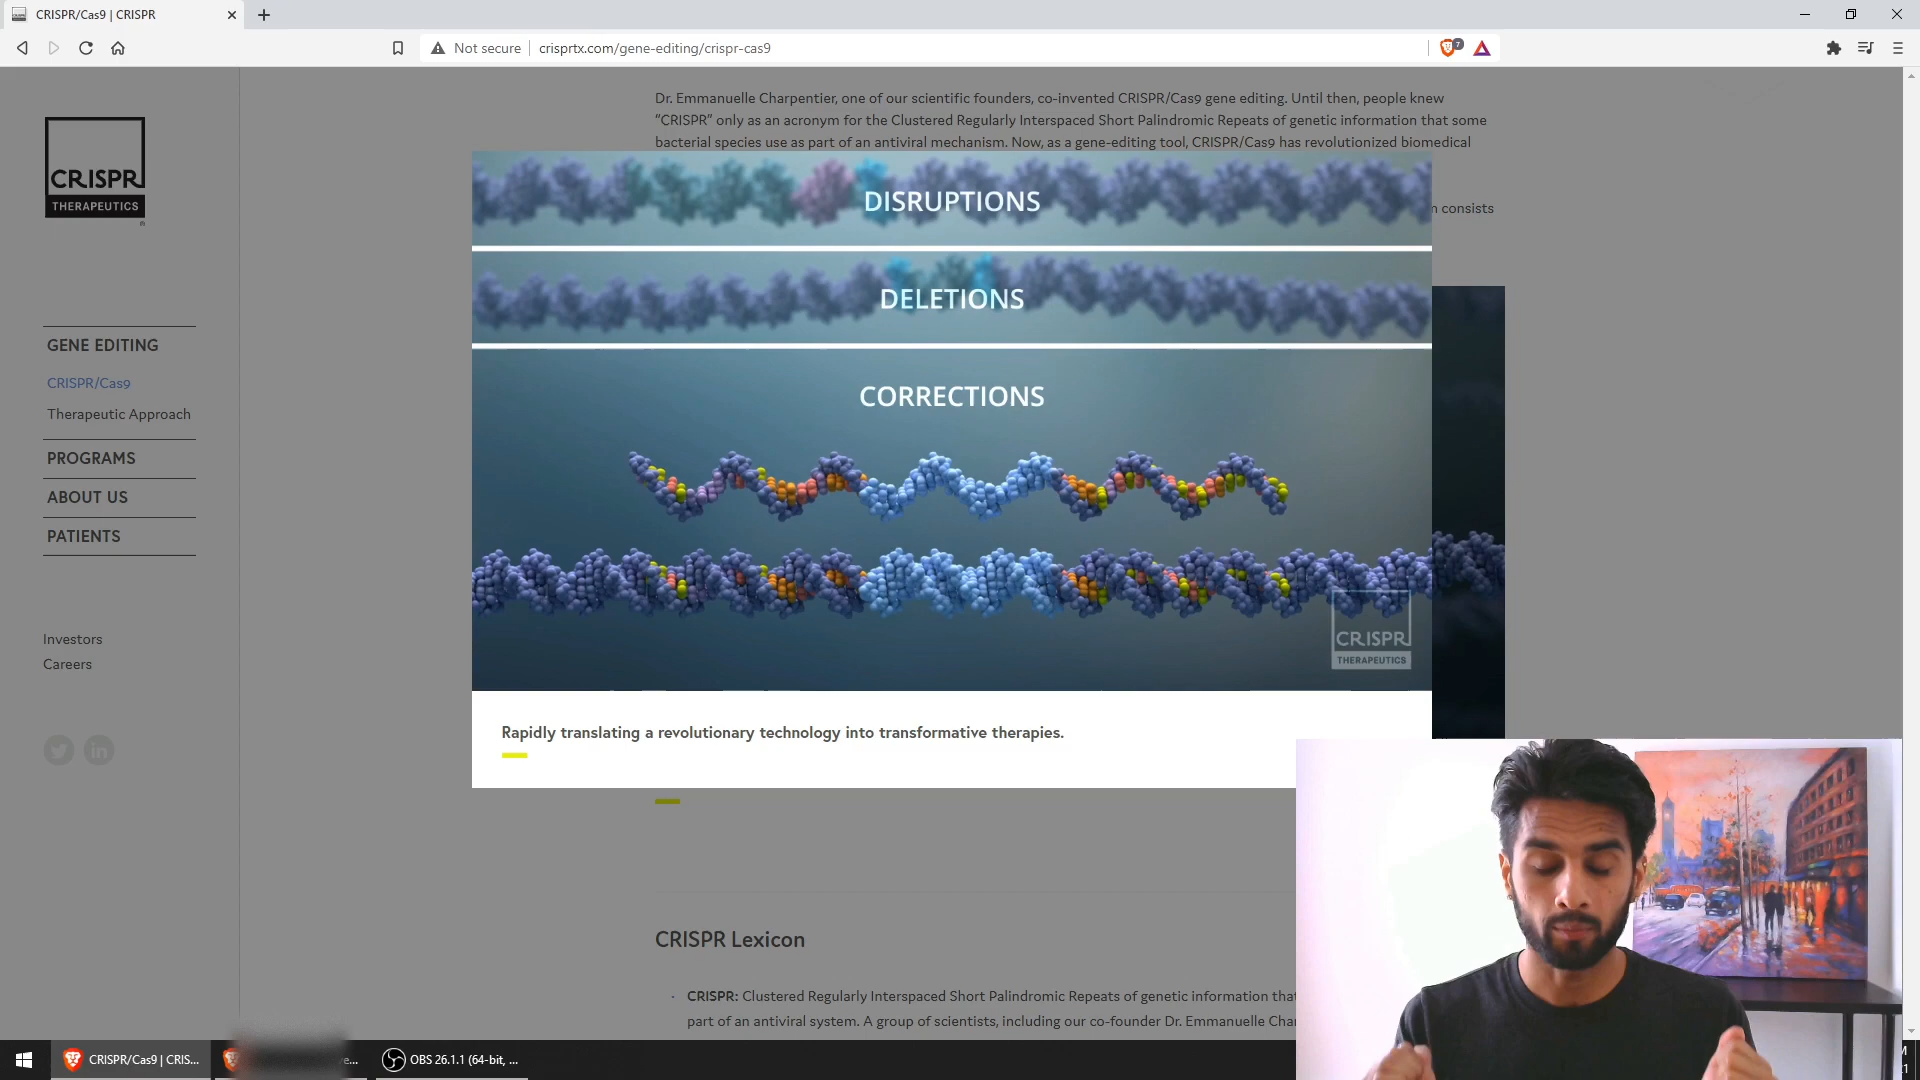 CRISPR/Cas9 | CRISPR
Not secure
crisprtx.com/gene-editing/crispr-cas9
7
CRISPR
THERAPEUTICS
GENE EDITING
CRISPR/Cas9
Therapeutic Approach
PROGRAMS
ABOUT US
PATIENTS
Investors
Careers
Dr. Emmanuelle Charpentier, one of our scientific founders, co-invented CRISPR/Cas9 gene editing. Until then, people knew
"CRISPR" only as an acronym for the Clustered Regularly Interspaced Short Palindromic Repeats of genetic information that some
bacterial species use as part of an antiviral mechanism. Now, as a gene-editing tool, CRISPR/Cas9 has revolutionized biomedical
consists
DISRUPTIONS
DELETIONS
CORRECTIONS
CRISPR
THERAPEUTICS
Rapidly translating a revolutionary technology into transformative therapies.
CRISPR Lexicon
· CRISPR: Clustered Regularly Interspaced Short Palindromic Repeats of genetic information that
part of an antiviral system. A group of scientists, including our co-founder Dr. Emmanuelle Char
CRISPR/Cas9 | CRIS...
e...
OBS 26.1.1 (64-bit, ...